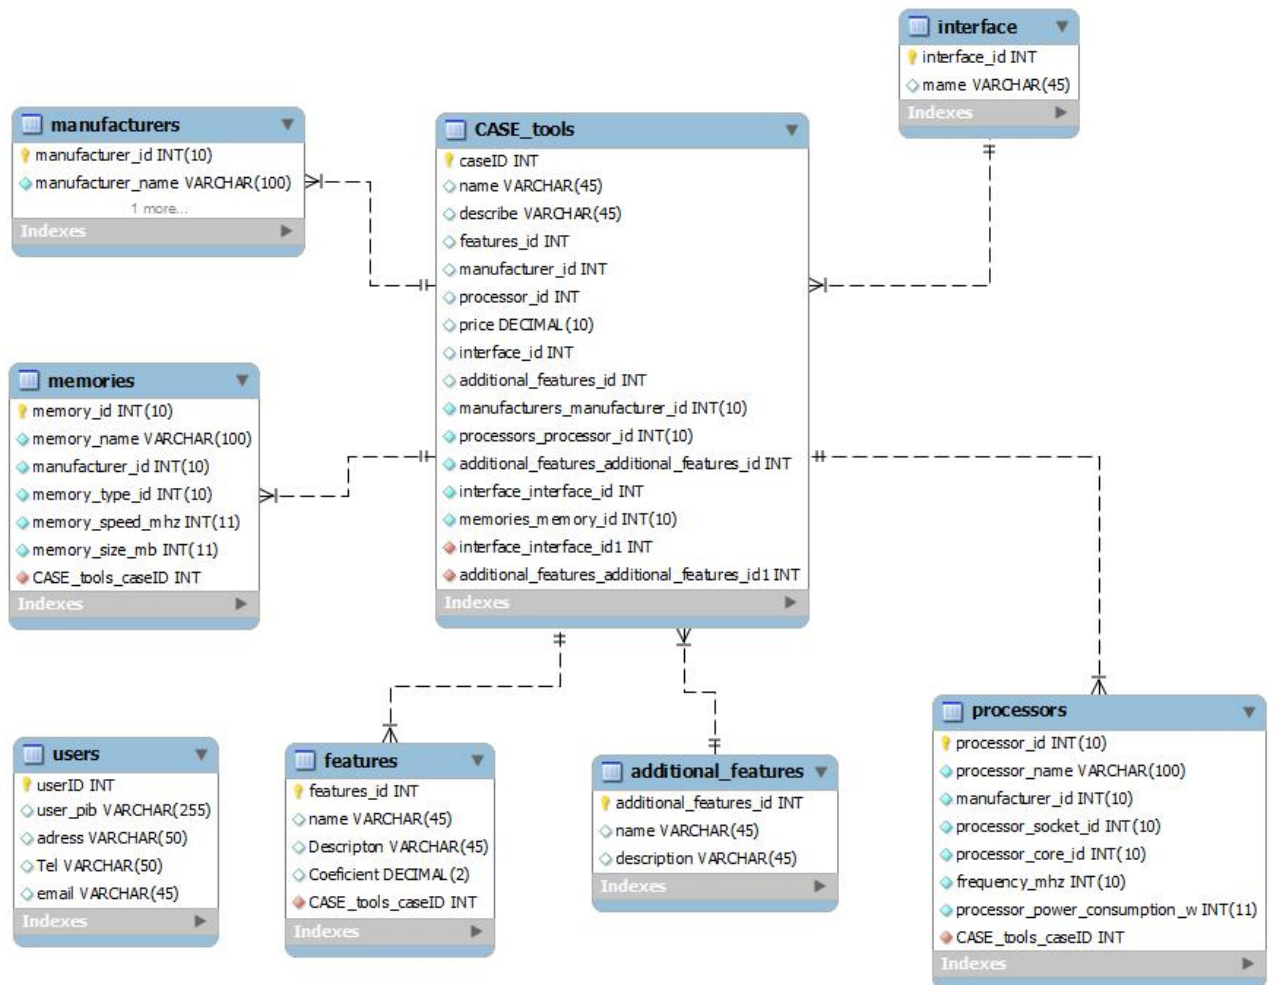 interface
interface_id INT
mame VARCHAR(45)
Indexes
manufacturers
manufacturer_id INT(10)
manufacturer_name VARCHAR(100)
1 more...
Indexes
CASE_tools
caseID INT
name VARCHAR(45)
describe VARCHAR(45)
features_id INT
manufacturer_id INT
processor_id INT
price DECIMAL(10)
interface_id INT
additional_features_id INT
manufacturers_manufacturer_id INT(10)
processors_processor_id INT(10)
additional_features_additional_features_id INT
interface_interface_id INT
memories_memory_id INT(10)
interface_interface_id1 INT
additional_features_additional_features_id1 INT
Indexes
memories
memory_id INT(10)
memory_name VARCHAR(100)
manufacturer_id INT(10)
memory_type_id INT(10)
memory_speed_mhz INT(11)
memory_size_mb INT(11)
CASE_tools_caseID INT
Indexes
users
userID INT
user_pib VARCHAR(255)
adress VARCHAR(50)
Tel VARCHAR(50)
email VARCHAR(45)
Indexes
features
features_id INT
name VARCHAR(45)
Descripton VARCHAR(45)
Coeficient DECIMAL(2)
CASE_tools_caseID INT
Indexes
additional_features
additional_features_id INT
name VARCHAR(45)
description VARCHAR(45)
Indexes
processors
processor_id INT(10)
processor_name VARCHAR(100)
manufacturer_id INT(10)
processor_socket_id INT(10)
processor_core_id INT(10)
frequency_mhz INT(10)
processor_power_consumption_w INT(11)
CASE_tools_caseID INT
Indexes